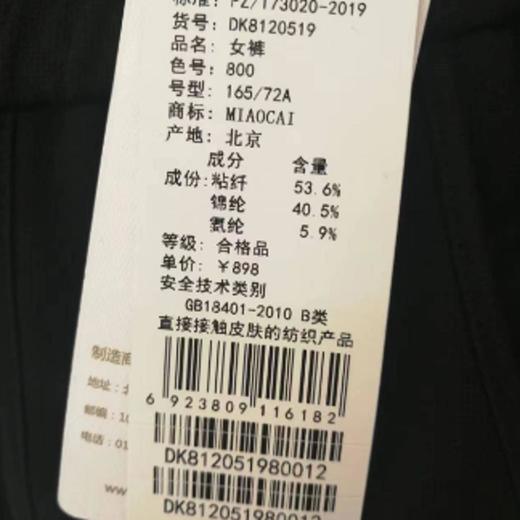 标准: FZ/T73020-2019
货号: DK8120519
品名: 女裤
色号: 800
号型: 165/72A
商标: MIAOCAI
产地: 北京
成分 含量
成份: 粘纤 53.6%
锦纶 40.5%
氨纶 5.9%
等级: 合格品
单价: ¥898
安全技术类别
GB18401-2010 B类
直接接触皮肤的纺织产品
6 923809 116182
DK812051980012
DK812051980012
制造商
地址:
邮编: 10
电话: 01
www.